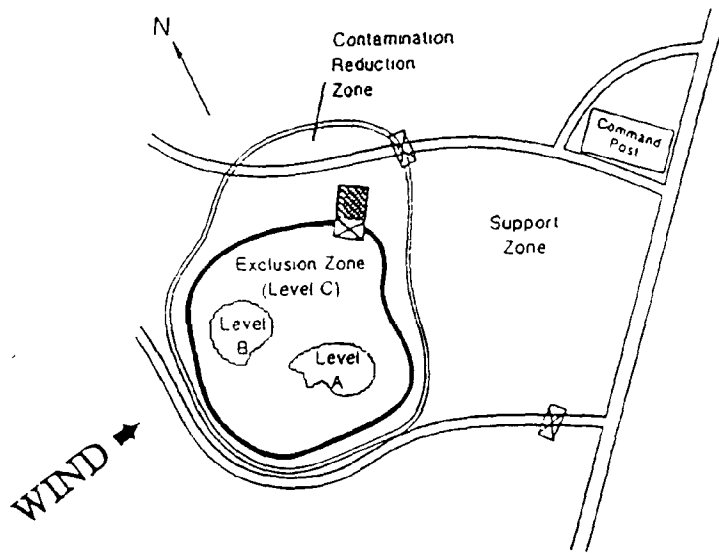 N
Contamination
Reduction
Zone
Command
Post
Support
Zone
Exclusion Zone
(Level C)
Level
B
Level
A
WIND